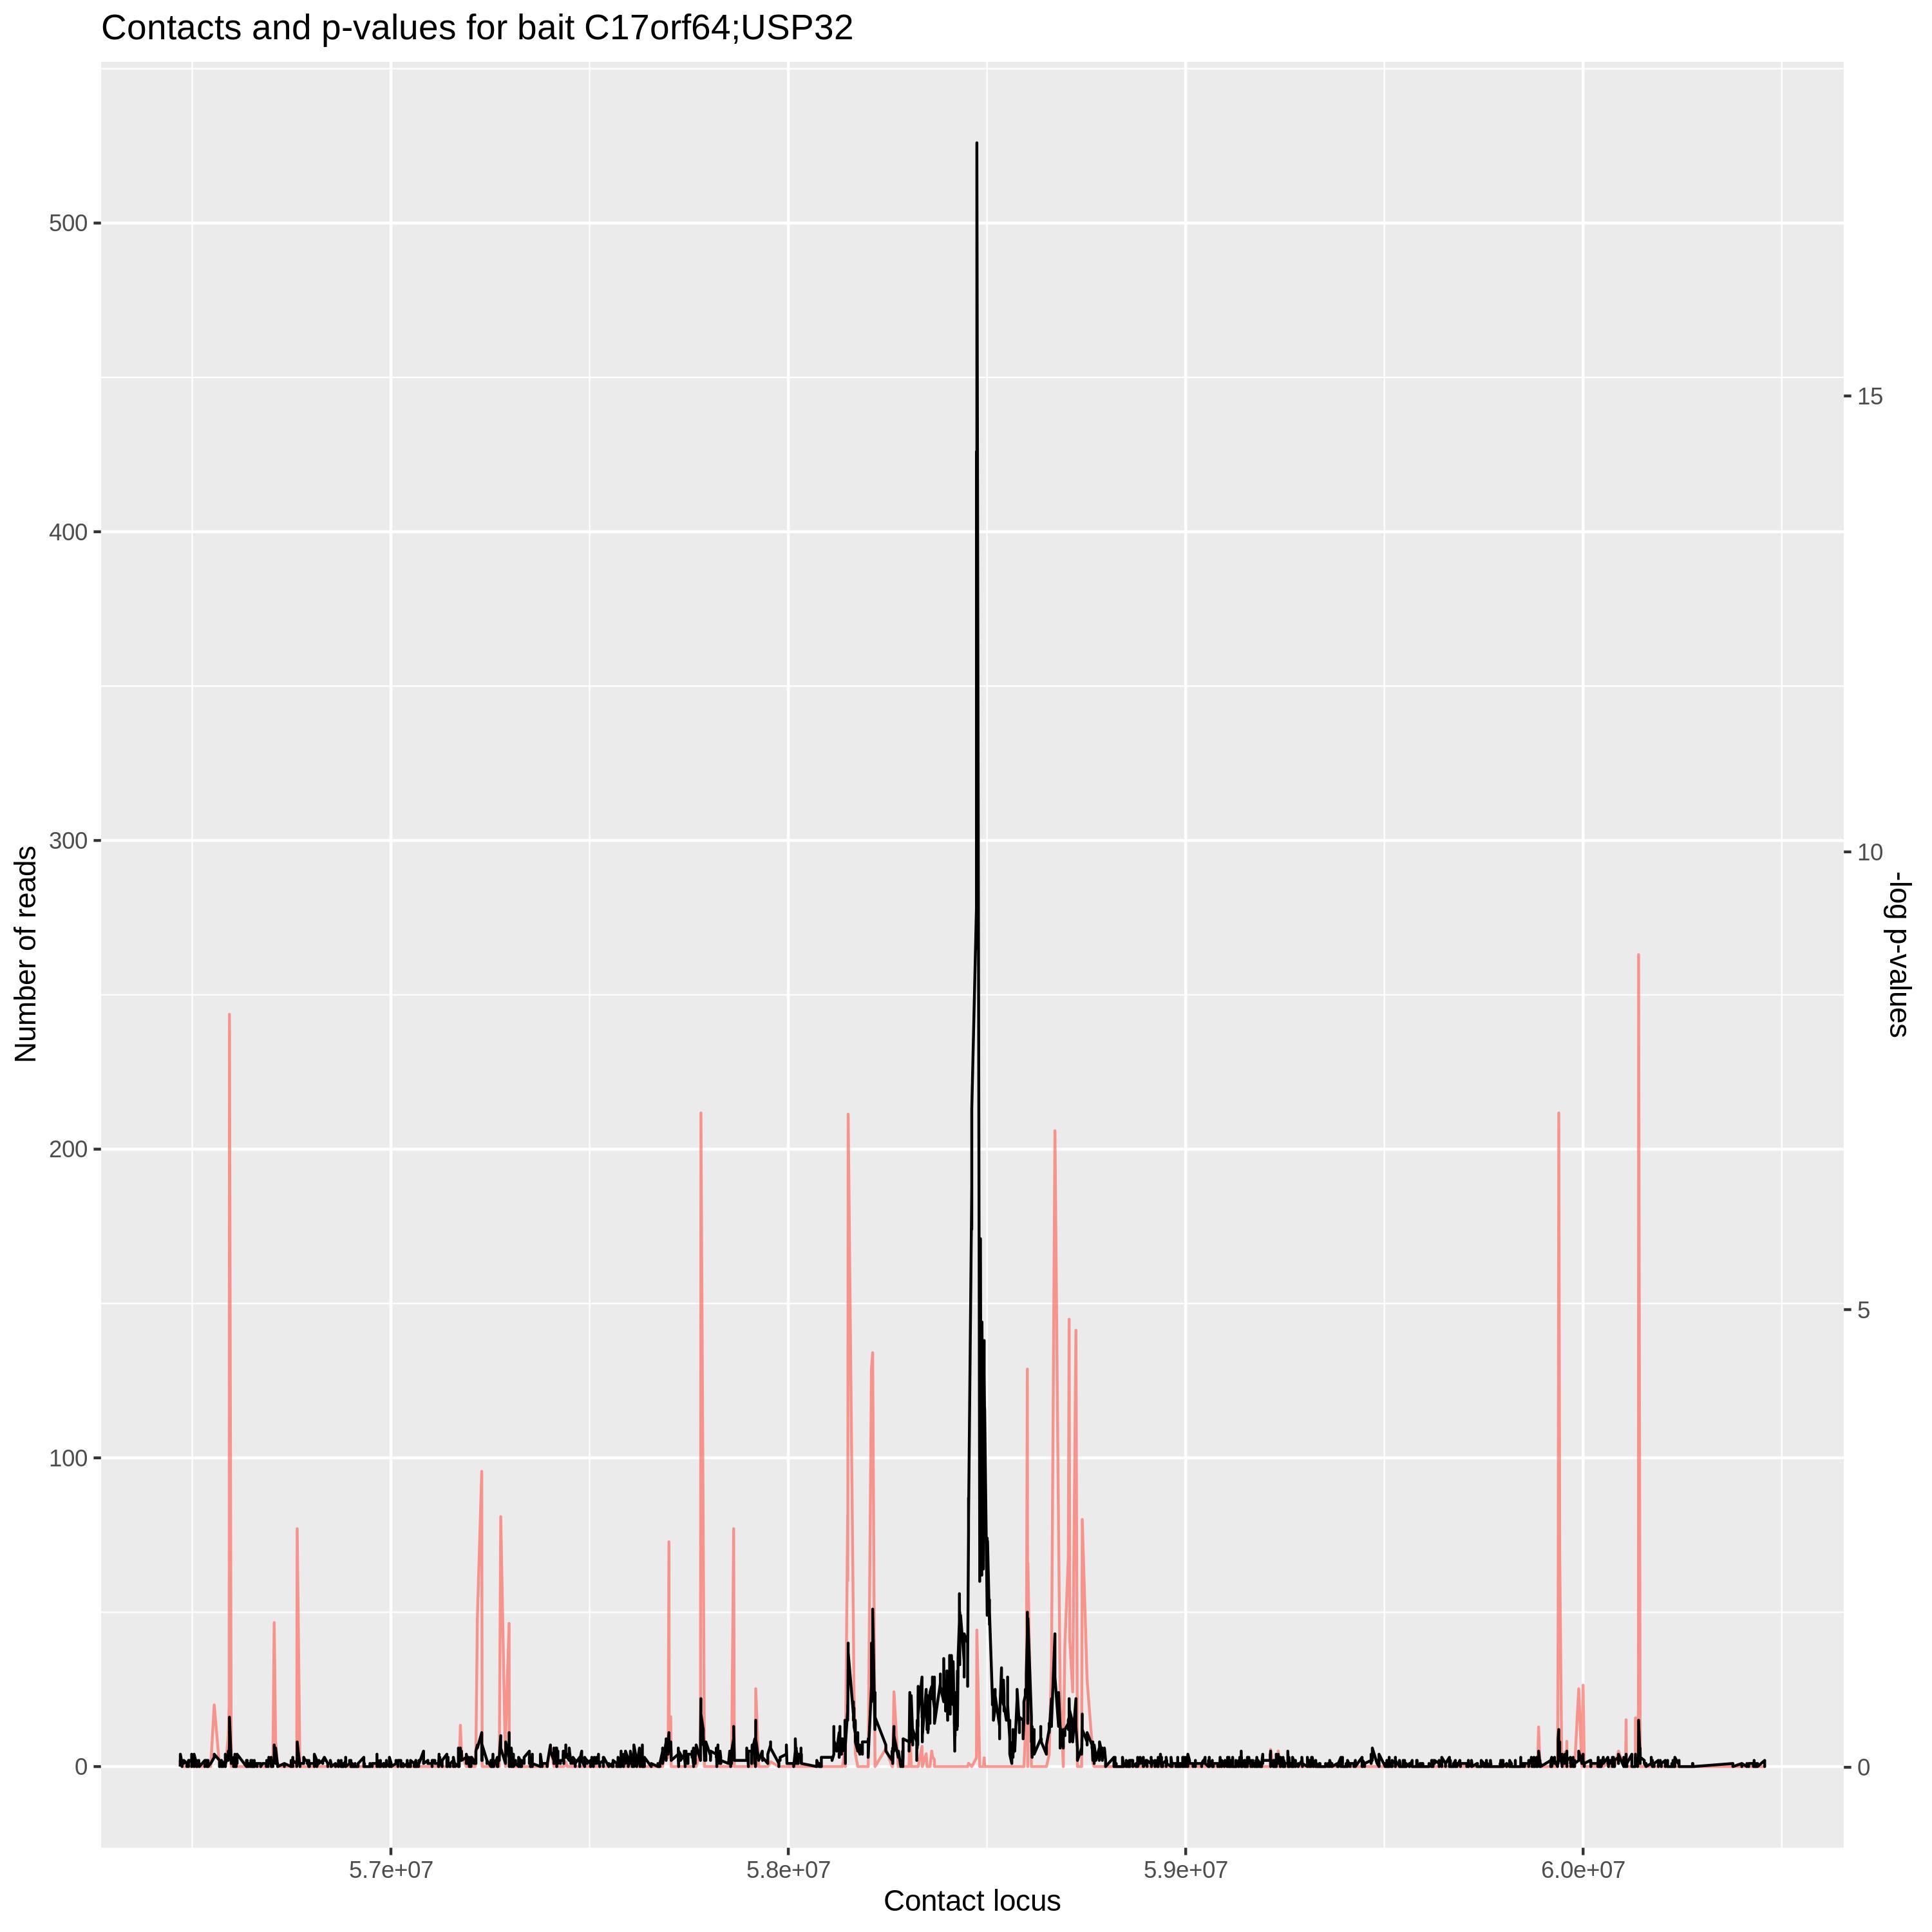 Contacts and p-values for bait C17orf64;USP32
500
400
300
200
100
0
Number of reads
15
10
5
0
-log p-values
5.7e+07
5.8e+07
5.9e+07
6.0e+07
Contact locus